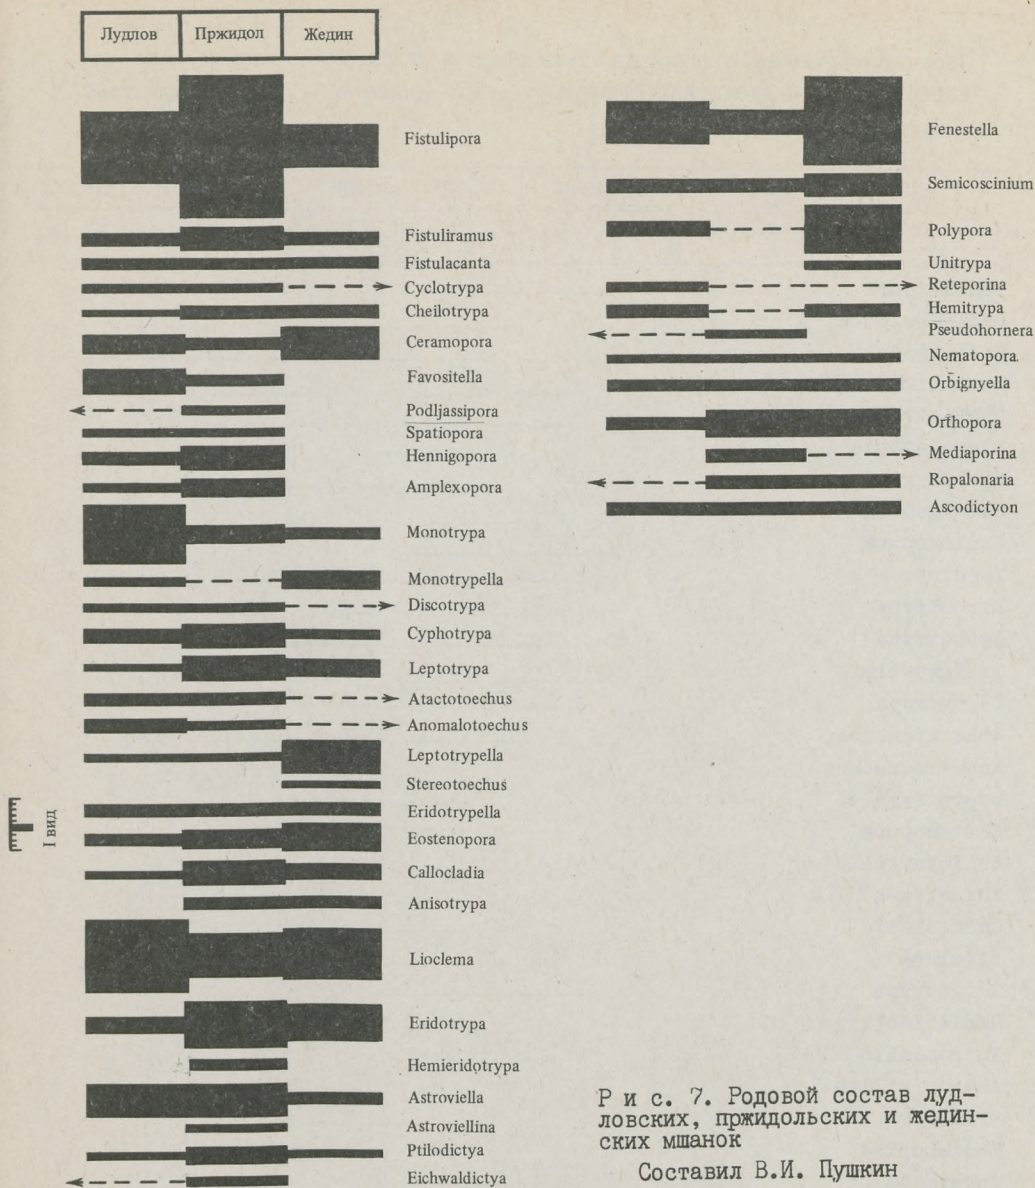 Лудлов Пржидол Жедин
Fistulipora
Fistuliramus
Fistulacanta
Cyclotrypa
Cheilotrypa
Ceramopora
Favositella
Podljassipora
Spatiopora
Hennigopora
Amplexopora
Monotrypa
Monotrypella
Discotrypa
Cyphotrypa
Leptotrypa
Atactotoechus
Anomalotoechus
Leptotrypella
Stereotoechus
Eridotrypella
Eostenopora
Callocladia
Anisotrypa
Lioclema
Eridotrypa
Hemieridotrypa
Astroviella
Astroviellina
Ptilodictya
Eichwaldictya
I вид
Fenestella
Semicoscinium
Polypora
Unitrypa
Reteporina
Hemitrypa
Pseudohornera
Nematopora
Orbignyella
Orthopora
Mediaporina
Ropalonaria
Ascodictyon
Р и с. 7. Родовой состав луд-
ловских, пржидольских и жедин-
ских мшанок
Составил В.И. Пушкин